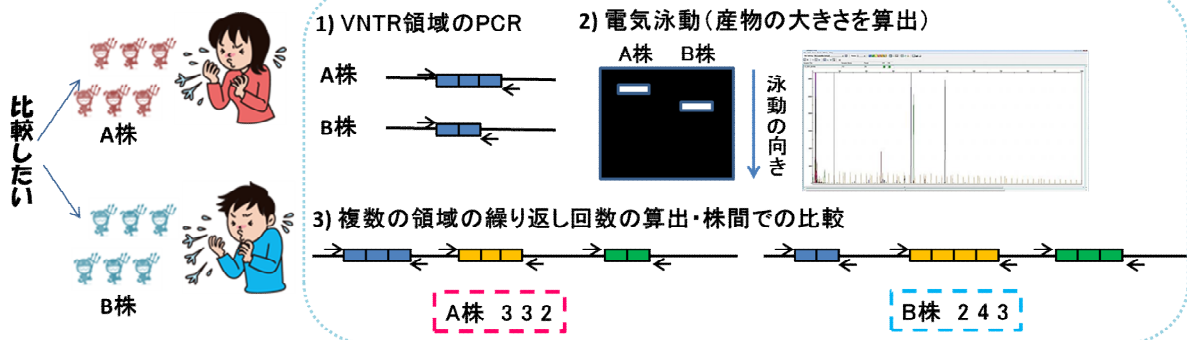 比較したい
A株
B株
1) VNTR領域のPCR
A株
B株
2) 電気泳動(産物の大きさを算出)
A株 B株
泳動の向き
3) 複数の領域の繰り返し回数の算出・株間での比較
A株 3 3 2
B株 2 4 3